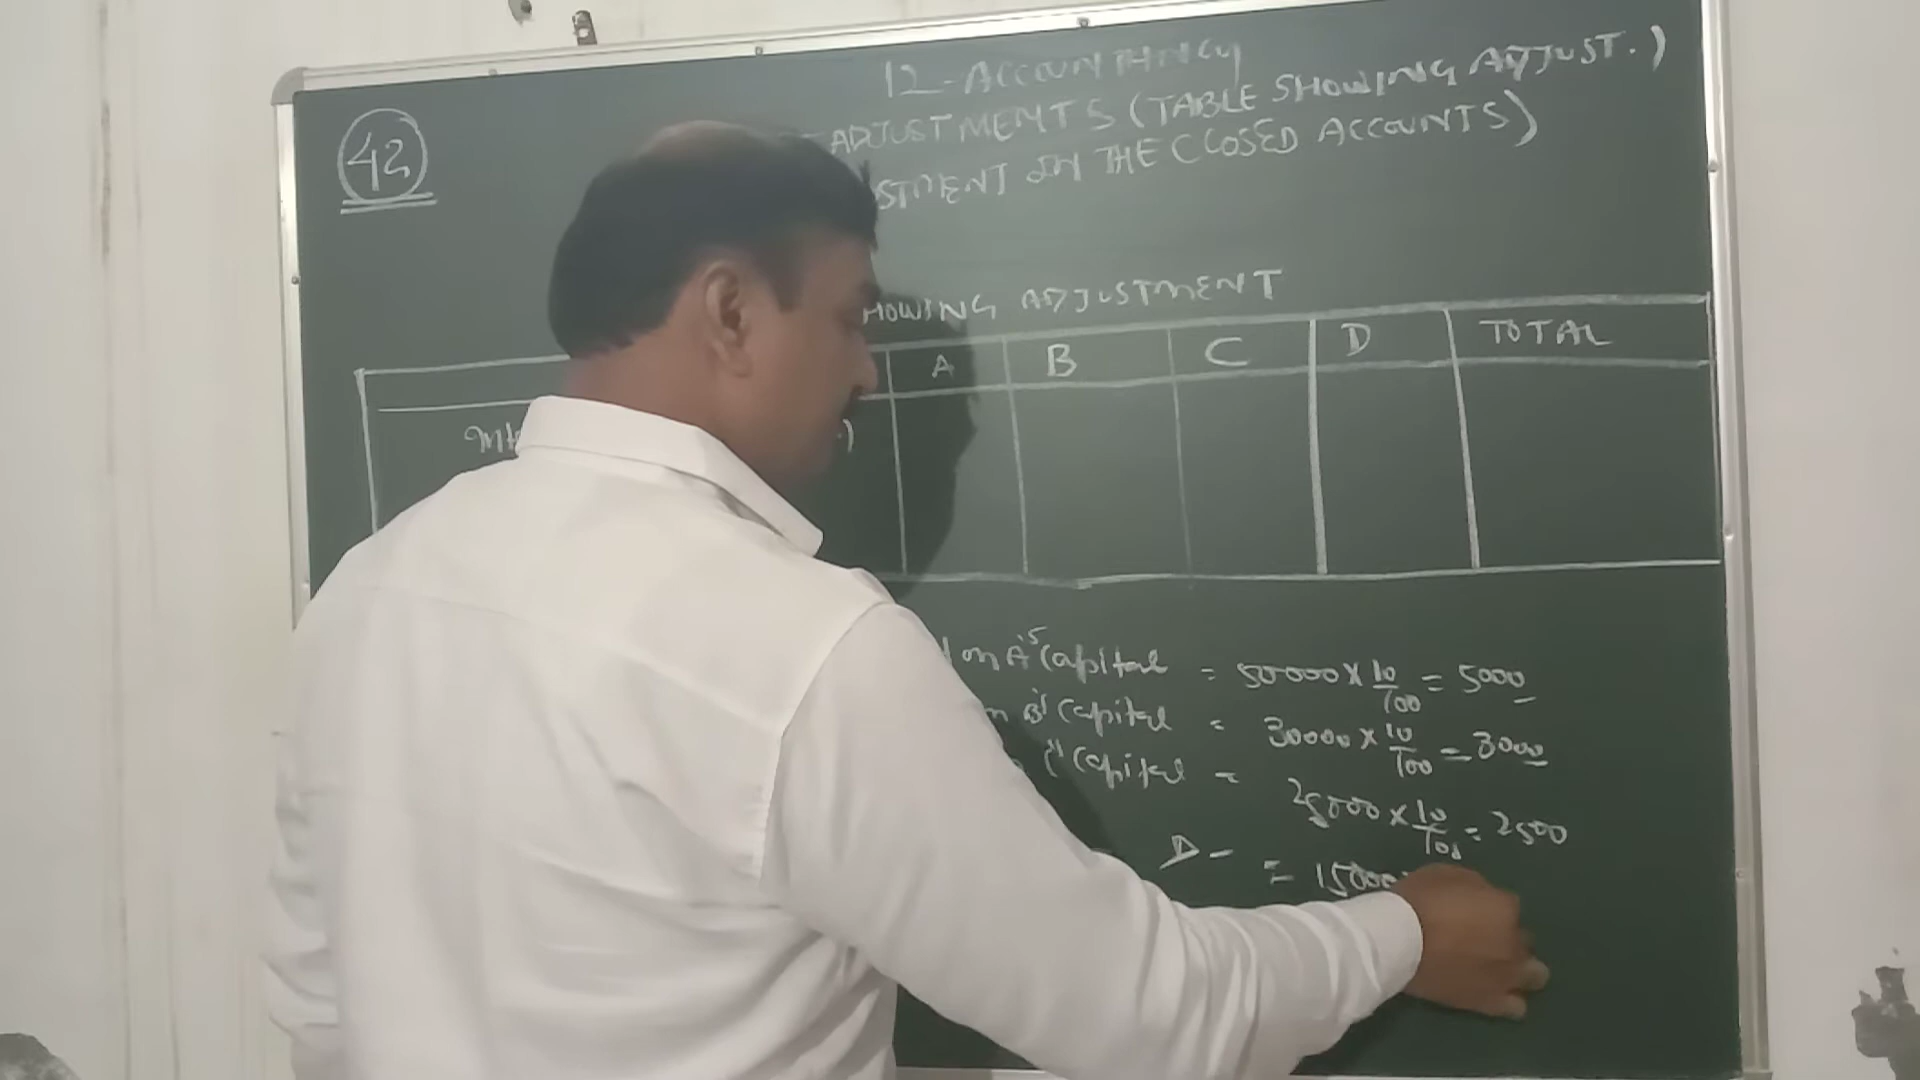 42
12-ACCOUNTANCY
ADJUSTMENTS (TABLE SHOWING ADJUST.)
STMENT IN THE CLOSED ACCOUNTS)
HOWING ADJUSTMENT
A B C D TOTAL
Int )
on A's Capital = 50000 × 10/100 = 5000
n B's Capital = 30000 × 10/100 = 3000
C's Capital = 25000 × 10/100 = 2500
D - = 15000